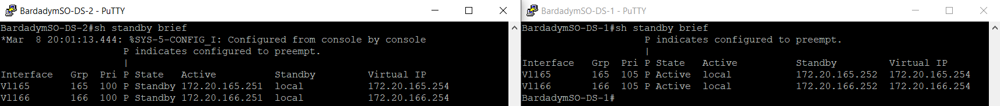 BardadymSO-DS-2 - PuTTY
BardadymSO-DS-2#sh standby brief
*Mar  8 20:01:13.444: %SYS-5-CONFIG_I: Configured from console by console
                     P indicates configured to preempt.
                     |
Interface   Grp  Pri P State   Active          Standby         Virtual IP
Vl165       165  100 P Standby 172.20.165.251  local           172.20.165.254
Vl166       166  100 P Standby 172.20.166.251  local           172.20.166.254
BardadymSO-DS-1 - PuTTY
BardadymSO-DS-1#sh standby brief
                     P indicates configured to preempt.
                     |
Interface   Grp  Pri P State   Active          Standby         Virtual IP
Vl165       165  105 P Active  local           172.20.165.252  172.20.165.254
Vl166       166  105 P Active  local           172.20.166.252  172.20.166.254
BardadymSO-DS-1#